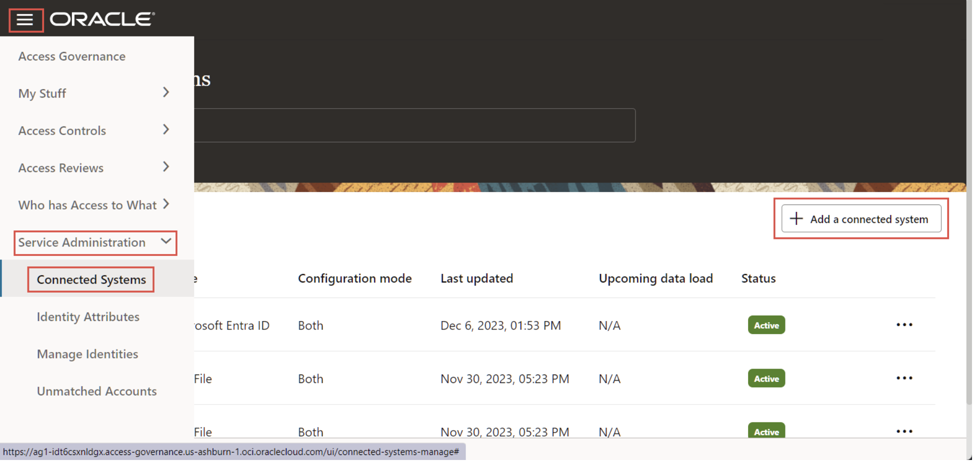 ORACLE
Access Governance
My Stuff
Access Controls
Access Reviews
Who has Access to What
Service Administration
Connected Systems
Identity Attributes
Manage Identities
Unmatched Accounts
Add a connected system
Configuration mode Last updated Upcoming data load Status
rosoft Entra ID Both Dec 6, 2023, 01:53 PM N/A Active
File Both Nov 30, 2023, 05:23 PM N/A Active
File Both Nov 30, 2023, 05:23 PM N/A Active
https://ag1-idt6csxnldgx.access-governance.us-ashburn-1.oci.oraclecloud.com/ui/connected-systems-manage#